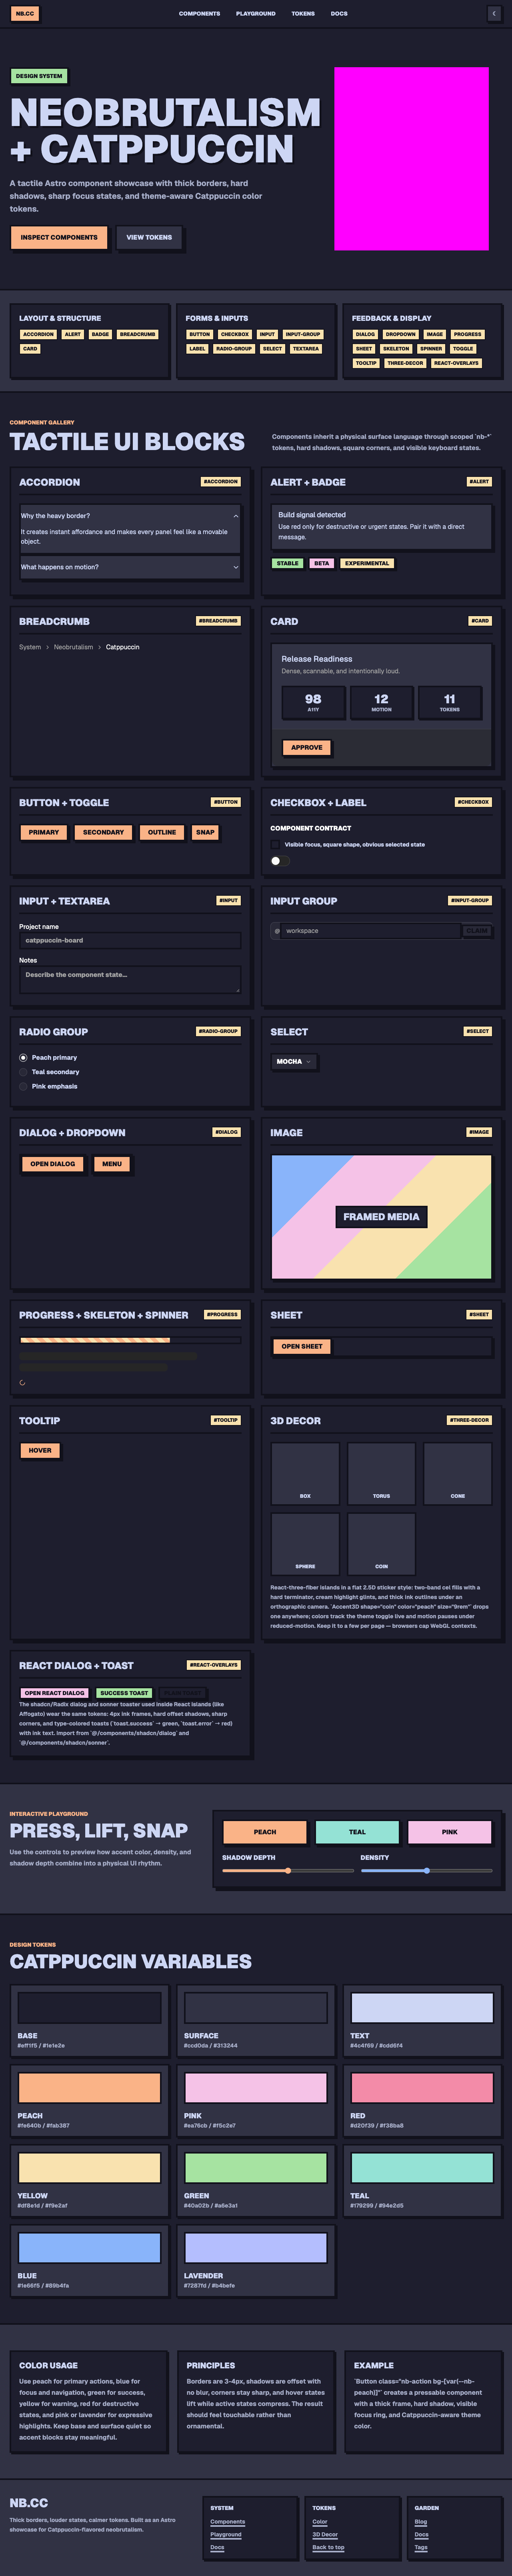 NB.CC
COMPONENTS
PLAYGROUND
TOKENS
DOCS
DESIGN SYSTEM
NEOBRUTALISM
+ CATPPUCCIN
A tactile Astro component showcase with thick borders, hard
shadows, sharp focus states, and theme-aware Catppuccin color
tokens.
INSPECT COMPONENTS
VIEW TOKENS
LAYOUT & STRUCTURE
ACCORDION
ALERT
BADGE
BREADCRUMB
CARD
FORMS & INPUTS
BUTTON
CHECKBOX
INPUT
INPUT-GROUP
LABEL
RADIO-GROUP
SELECT
TEXTAREA
FEEDBACK & DISPLAY
DIALOG
DROPDOWN
IMAGE
PROGRESS
SHEET
SKELETON
SPINNER
TOGGLE
TOOLTIP
THREE-DECOR
REACT-OVERLAYS
COMPONENT GALLERY
TACTILE UI BLOCKS
Components inherit a physical surface language through scoped `nb-*`
tokens: thick outlines, hard offset shadows, square corners, and visible keyboard states.
ACCORDION
#ACCORDION
Why the heavy border?
It creates instant affordance and makes every panel feel like a movable
object.
What happens on motion?
ALERT + BADGE
#ALERT
Build signal detected
Use red only for destructive or urgent states. Pair it with a direct
message.
STABLE
BETA
EXPERIMENTAL
BREADCRUMB
#BREADCRUMB
System > Neobrutalism > Catppuccin
CARD
#CARD
Release Readiness
Dense, scannable, and intentionally loud.
98
A11Y
12
MOTION
11
TOKENS
APPROVE
BUTTON + TOGGLE
#BUTTON
PRIMARY
SECONDARY
OUTLINE
SNAP
CHECKBOX + LABEL
#CHECKBOX
COMPONENT CONTRACT
Visible focus, square shape, obvious selected state
INPUT + TEXTAREA
#INPUT
Project name
catppuccin-board
Notes
Describe the component state...
INPUT GROUP
#INPUT-GROUP
@
workspace
CLAIM
RADIO GROUP
#RADIO-GROUP
Peach primary
Teal secondary
Pink emphasis
SELECT
#SELECT
MOCHA
DIALOG + DROPDOWN
#DIALOG
OPEN DIALOG
MENU
IMAGE
#IMAGE
FRAMED MEDIA
PROGRESS + SKELETON + SPINNER
#PROGRESS
SHEET
#SHEET
OPEN SHEET
TOOLTIP
#TOOLTIP
HOVER
3D DECOR
#THREE-DECOR
BOX
TORUS
CONE
SPHERE
COIN
React-three-fiber islands in a flat 2.5D sticker style: two-band cel fills with a
hard terminator, cream highlight glints, and thick ink outlines under an
orthographic camera. `Accent3D shape="coin" color="peach" size="9rem"` drops
one anywhere; colors track the theme toggle live and motion pauses under
reduced-motion. Keep it to a few per page — browsers cap WebGL contexts.
REACT DIALOG + TOAST
#REACT-OVERLAYS
OPEN REACT DIALOG
SUCCESS TOAST
The shadcn/Radix dialog and sonner toaster used inside React islands (like
Affogato) wear the same tokens: 4px ink frames, hard offset shadows, sharp
corners, and type-colored toasts (`toast.success` → green, `toast.error` → red)
with ink text. Import from `@/components/shadcn/dialog` and
`@/components/shadcn/sonner`.
INTERACTIVE PLAYGROUND
PRESS, LIFT, SNAP
Use the controls to preview how accent color, density, and
shadow depth combine into a physical UI rhythm.
PEACH
TEAL
PINK
SHADOW DEPTH
DENSITY
DESIGN TOKENS
CATPPUCCIN VARIABLES
BASE
#eff1f5 / #1e1e2e
SURFACE
#ccd0da / #313244
TEXT
#4c4f69 / #cdd6f4
PEACH
#fe640b / #fab387
PINK
#ea76cb / #f5c2e7
RED
#d20f39 / #f38ba8
YELLOW
#df8e1d / #f9e2af
GREEN
#40a02b / #a6e3a1
TEAL
#179299 / #94e2d5
BLUE
#1e66f5 / #89b4fa
LAVENDER
#7287fd / #b4befe
COLOR USAGE
Use peach for primary actions, blue for
focus and navigation, green for success,
yellow for warning, red for destructive
states, and pink or lavender for expressive
highlights. Keep base and surface quiet so
accent blocks stay meaningful.
PRINCIPLES
Borders are 3-4px, shadows are offset with
no blur, corners stay sharp, and hover states
lift while active states compress. The result
should feel touchable rather than
ornamental.
EXAMPLE
`Button class="nb-action bg-[var(--nb-
peach)]"` creates a pressable component
with a thick frame, hard shadow, visible
focus ring, and Catppuccin-aware theme
color.
NB.CC
Thick borders, louder states, calmer tokens. Built as an Astro
showcase for Catppuccin-flavored neobrutalism.
SYSTEM
Components
Playground
Docs
TOKENS
Color
3D Decor
Back to top
GARDEN
Blog
Docs
Tags